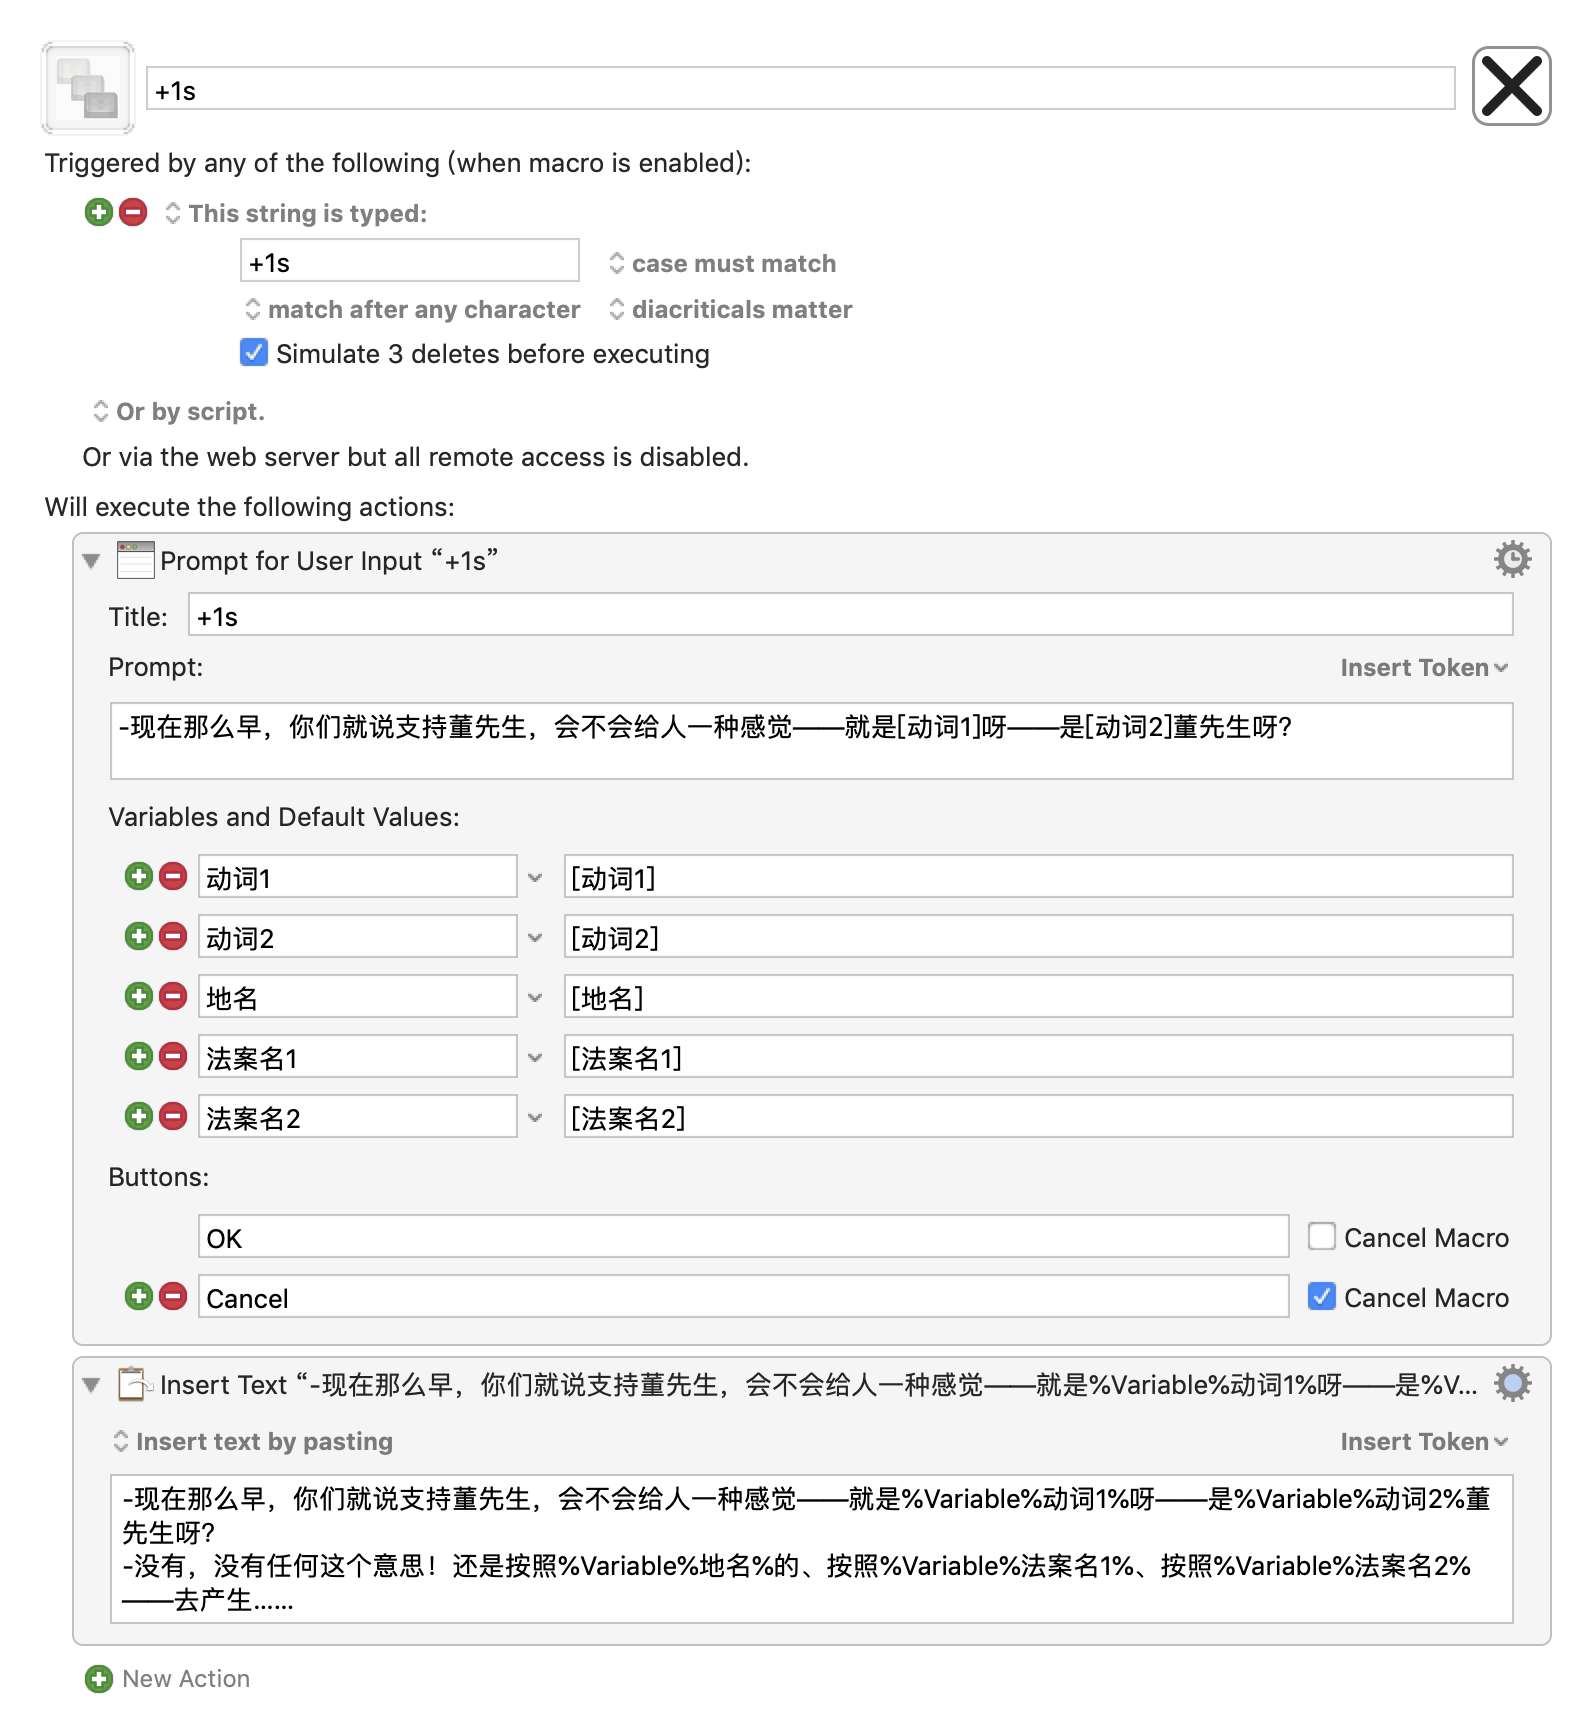 +1s
Triggered by any of the following (when macro is enabled):
This string is typed:
+1s
case must match
match after any character
diacriticals matter
Simulate 3 deletes before executing
Or by script.
Or via the web server but all remote access is disabled.
Will execute the following actions:
Prompt for User Input “+1s”
Title:
+1s
Prompt:
Insert Token
-现在那么早，你们就说支持董先生，会不会给人一种感觉——就是[动词1]呀——是[动词2]董先生呀?
Variables and Default Values:
动词1
[动词1]
动词2
[动词2]
地名
[地名]
法案名1
[法案名1]
法案名2
[法案名2]
Buttons:
OK
Cancel Macro
Cancel
Cancel Macro
Insert Text “-现在那么早，你们就说支持董先生，会不会给人一种感觉——就是%Variable%动词1%呀——是%V...
Insert text by pasting
Insert Token
-现在那么早，你们就说支持董先生，会不会给人一种感觉——就是%Variable%动词1%呀——是%Variable%动词2%董
先生呀?
-没有，没有任何这个意思！还是按照%Variable%地名%的、按照%Variable%法案名1%、按照%Variable%法案名2%
——去产生……
New Action